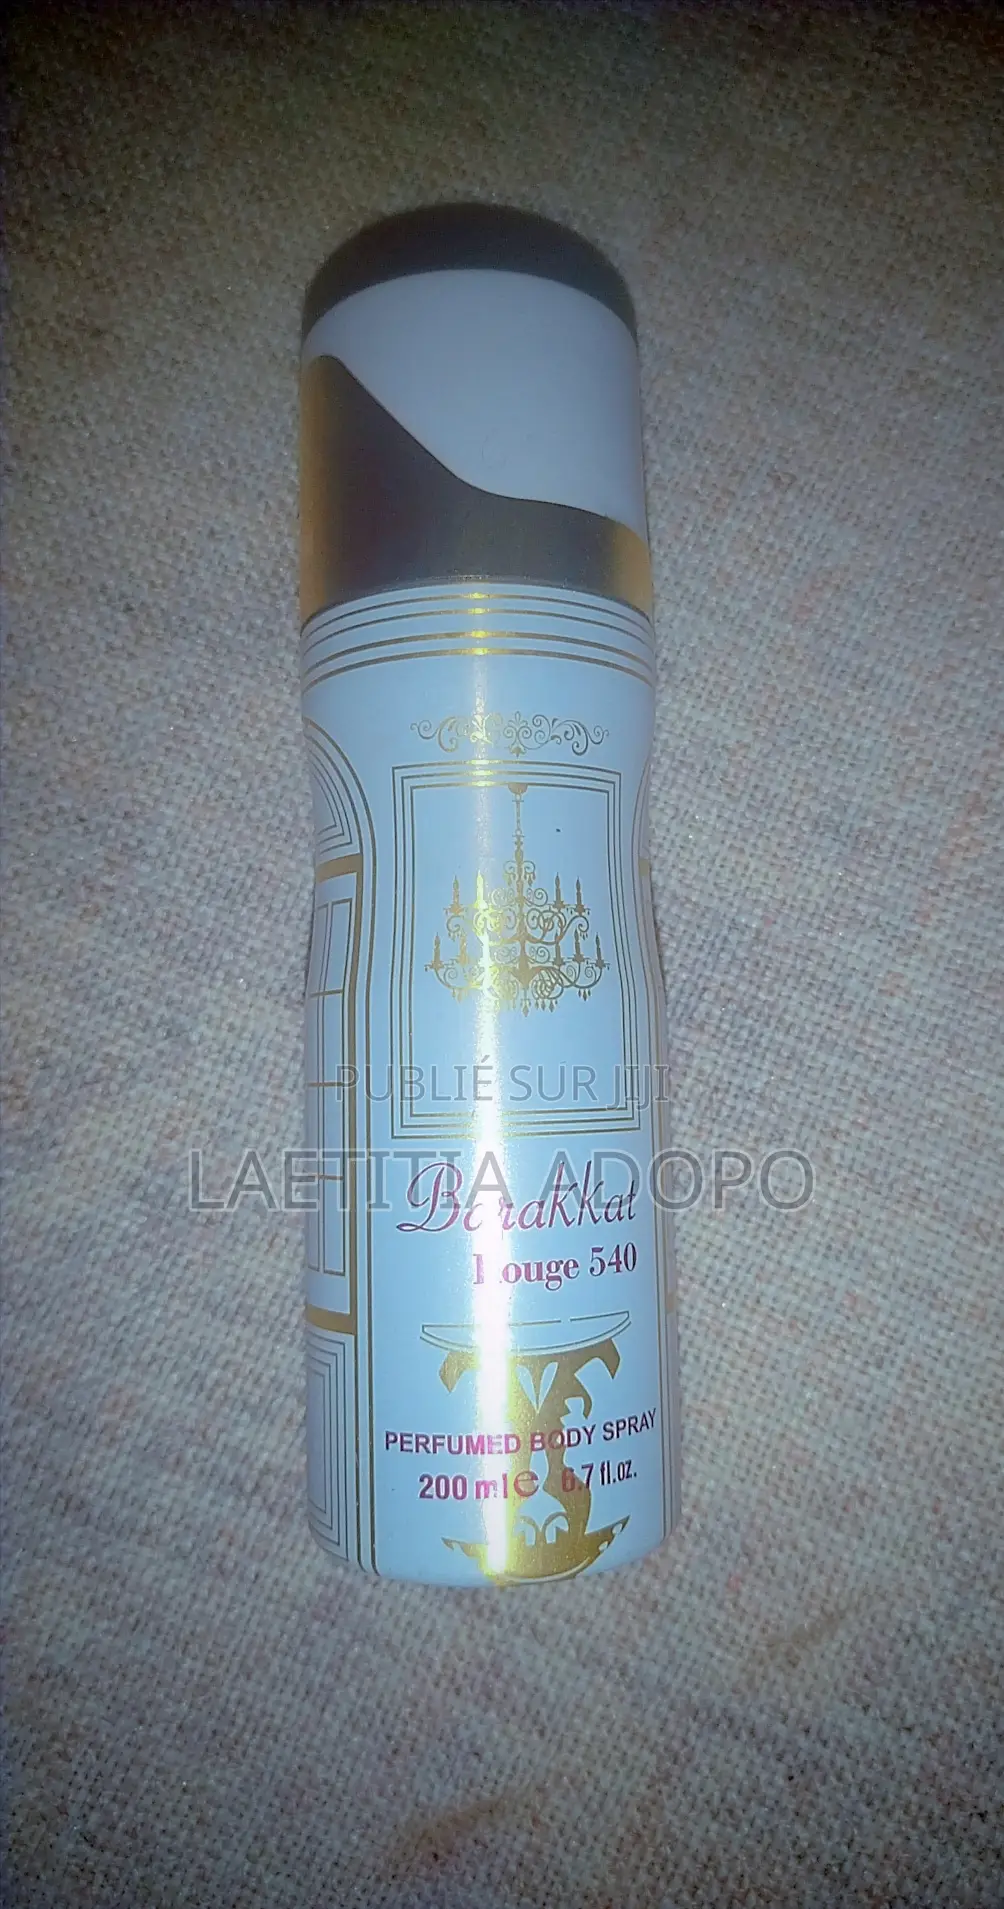 PUBLIÉ SUR JIJI
LAETITIA ADOPO
Barakkat
Rouge 540
PERFUMED BODY SPRAY
200 ml e 6.7 fl.oz.